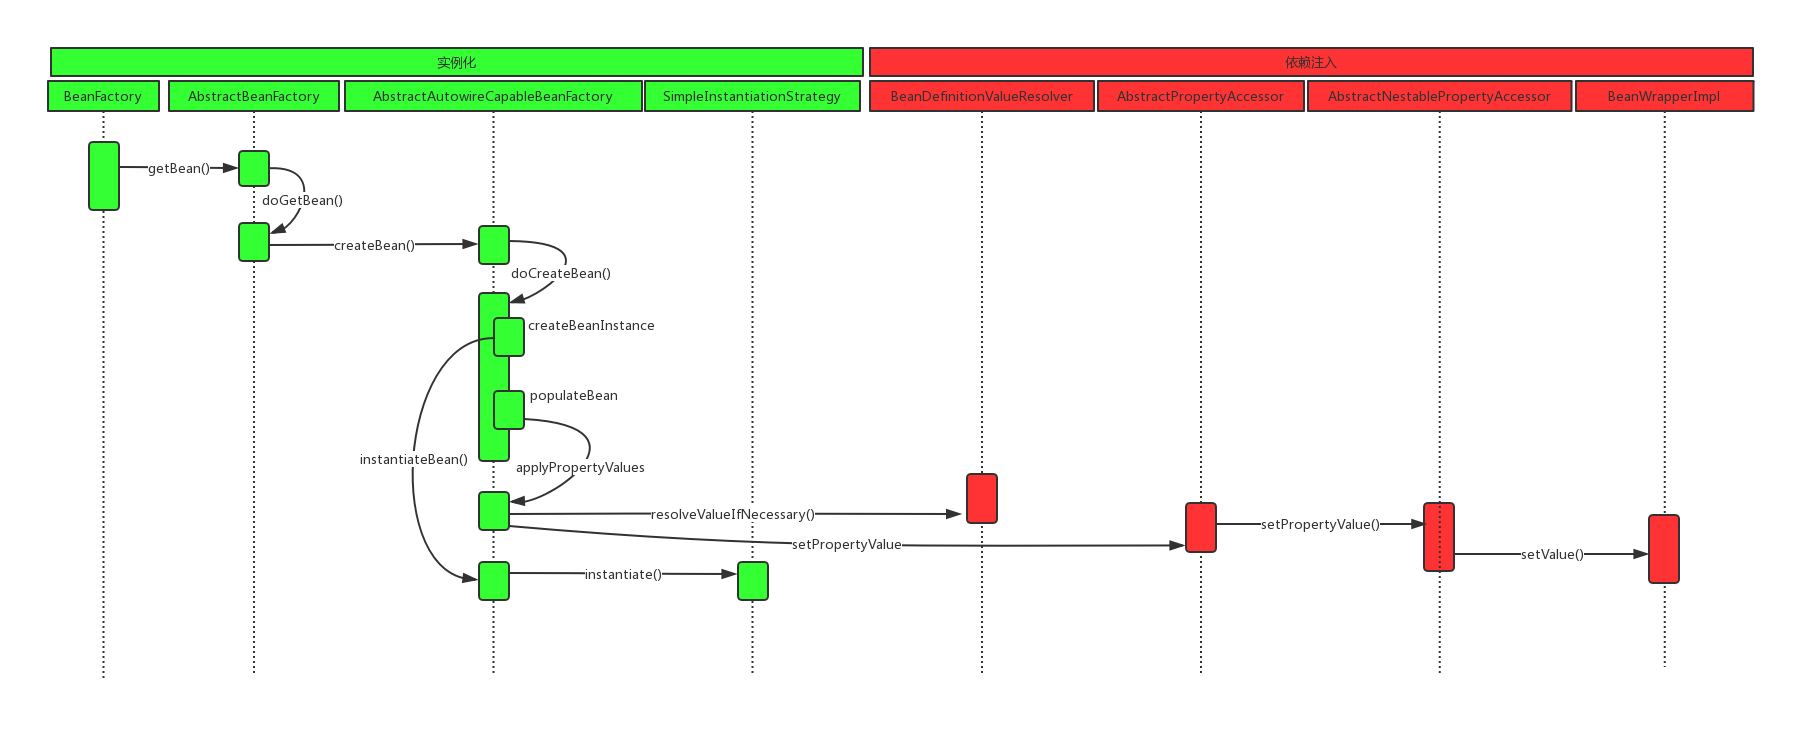 实例化
依赖注入
BeanFactory
AbstractBeanFactory
AbstractAutowireCapableBeanFactory
SimpleInstantiationStrategy
BeanDefinitionValueResolver
AbstractPropertyAccessor
AbstractNestablePropertyAccessor
BeanWrapperImpl
getBean()
doGetBean()
createBean()
doCreateBean()
createBeanInstance
populateBean
instantiateBean()
applyPropertyValues
resolveValueIfNecessary()
setPropertyValue()
setPropertyValue
setValue()
instantiate()